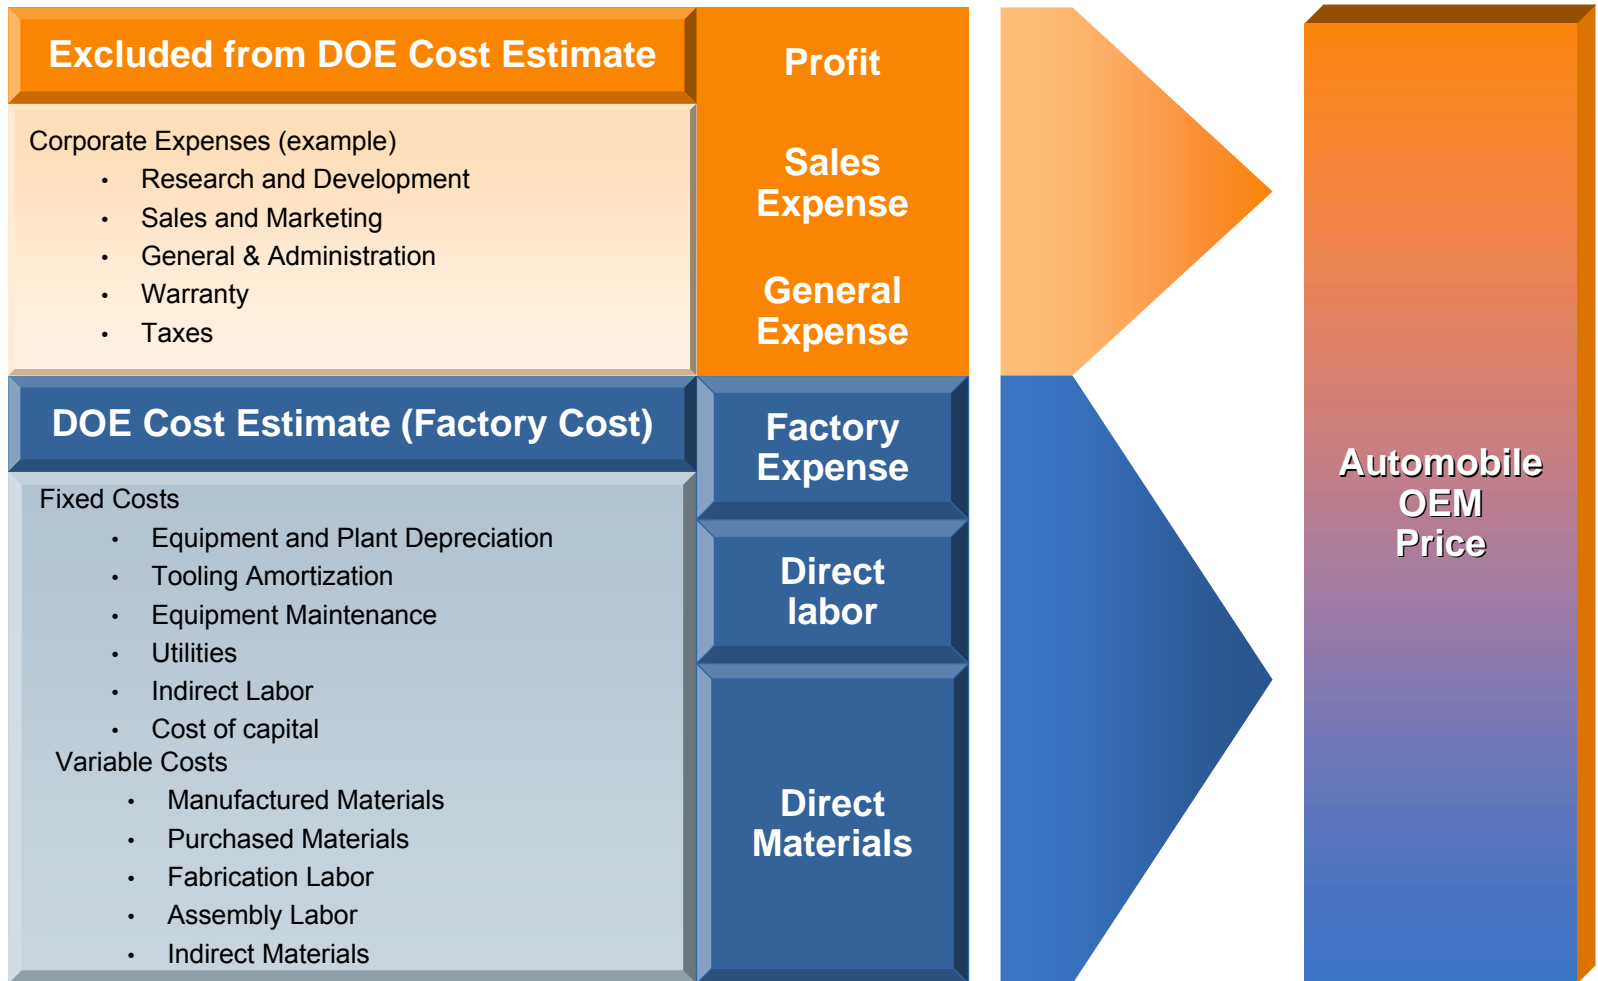 Excluded from DOE Cost Estimate
Corporate Expenses (example)
• Research and Development
• Sales and Marketing
• General & Administration
• Warranty
• Taxes
Profit
Sales
Expense
General
Expense
DOE Cost Estimate (Factory Cost)
Fixed Costs
• Equipment and Plant Depreciation
• Tooling Amortization
• Equipment Maintenance
• Utilities
• Indirect Labor
• Cost of capital
Variable Costs
• Manufactured Materials
• Purchased Materials
• Fabrication Labor
• Assembly Labor
• Indirect Materials
Factory
Expense
Direct
labor
Direct
Materials
Automobile
OEM
Price